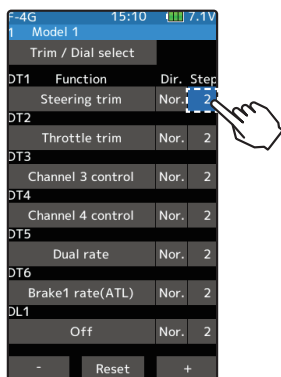 F-4G 15:10 7.1V
1 Model 1
Trim / Dial select
DT1 Function Dir. Step
Steering trim Nor. 2
DT2
Throttle trim Nor. 2
DT3
Channel 3 control Nor. 2
DT4
Channel 4 control Nor. 2
DT5
Dual rate Nor. 2
DT6
Brake1 rate(ATL) Nor. 2
DL1
Off Nor. 2
- Reset +